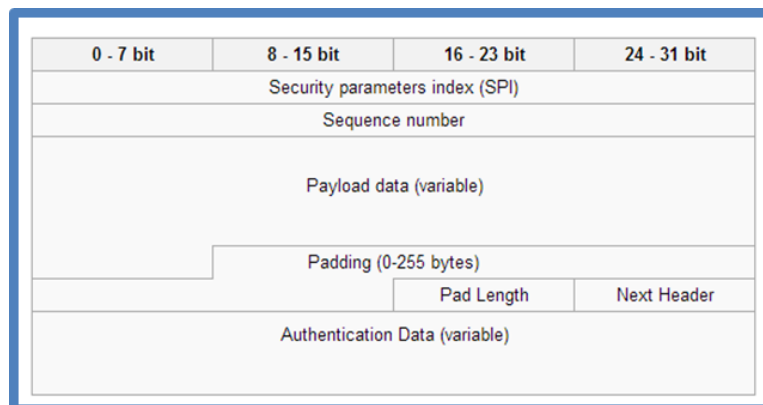 0 - 7 bit 8 - 15 bit 16 - 23 bit 24 - 31 bit
Security parameters index (SPI)
Sequence number
Payload data (variable)
Padding (0-255 bytes)
Pad Length Next Header
Authentication Data (variable)